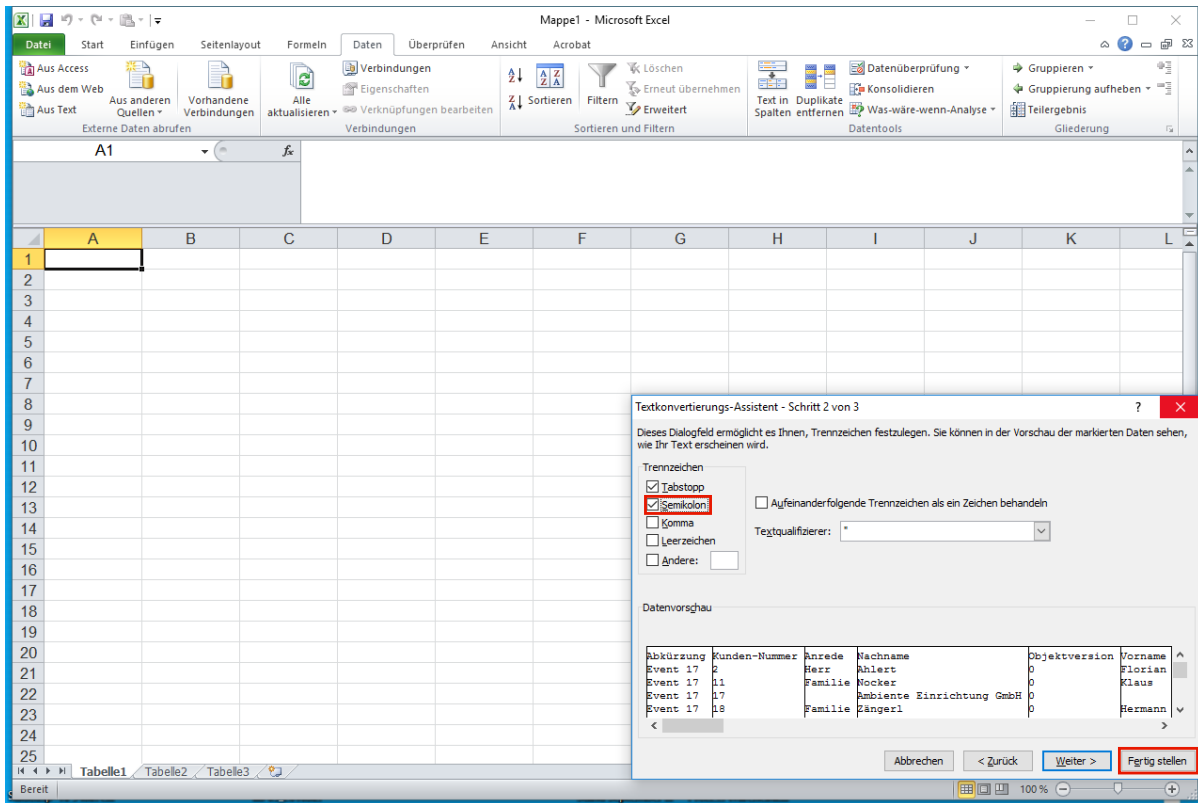 Mappe1 - Microsoft Excel
Datei Start Einfügen Seitenlayout Formeln Daten Überprüfen Ansicht Acrobat
Aus Access
Aus dem Web
Aus Text
Aus anderen
Quellen
Vorhandene
Verbindungen
Externe Daten abrufen
Alle
aktualisieren
Verbindungen
Eigenschaften
Verknüpfungen bearbeiten
Verbindungen
Sortieren
Filtern
Löschen
Erneut übernehmen
Erweitert
Sortieren und Filtern
Text in
Spalten
Duplikate
entfernen
Datenüberprüfung
Konsolidieren
Was-wäre-wenn-Analyse
Datentools
Gruppieren
Gruppierung aufheben
Teilergebnis
Gliederung
A1 fx
A B C D E F G H I J K L
1
2
3
4
5
6
7
8
9
10
11
12
13
14
15
16
17
18
19
20
21
22
23
24
25
Textkonvertierungs-Assistent - Schritt 2 von 3 ?
Dieses Dialogfeld ermöglicht es Ihnen, Trennzeichen festzulegen. Sie können in der Vorschau der markierten Daten sehen,
wie Ihr Text erscheinen wird.
Trennzeichen
Tabstopp
Semikolon
Komma
Leerzeichen
Andere:
Aufeinanderfolgende Trennzeichen als ein Zeichen behandeln
Textqualifizierer: "
Datenvorschau
Abkürzung Kunden-Nummer Anrede Nachname Objektversion Vorname
Event 17 2 Herr Ahlert 0 Florian
Event 17 11 Familie Nocker 0 Klaus
Event 17 17 Ambiente Einrichtung GmbH 0
Event 17 18 Familie Zängerl 0 Hermann
Abbrechen < Zurück Weiter > Fertig stellen
Tabelle1 Tabelle2 Tabelle3
Bereit 100 %